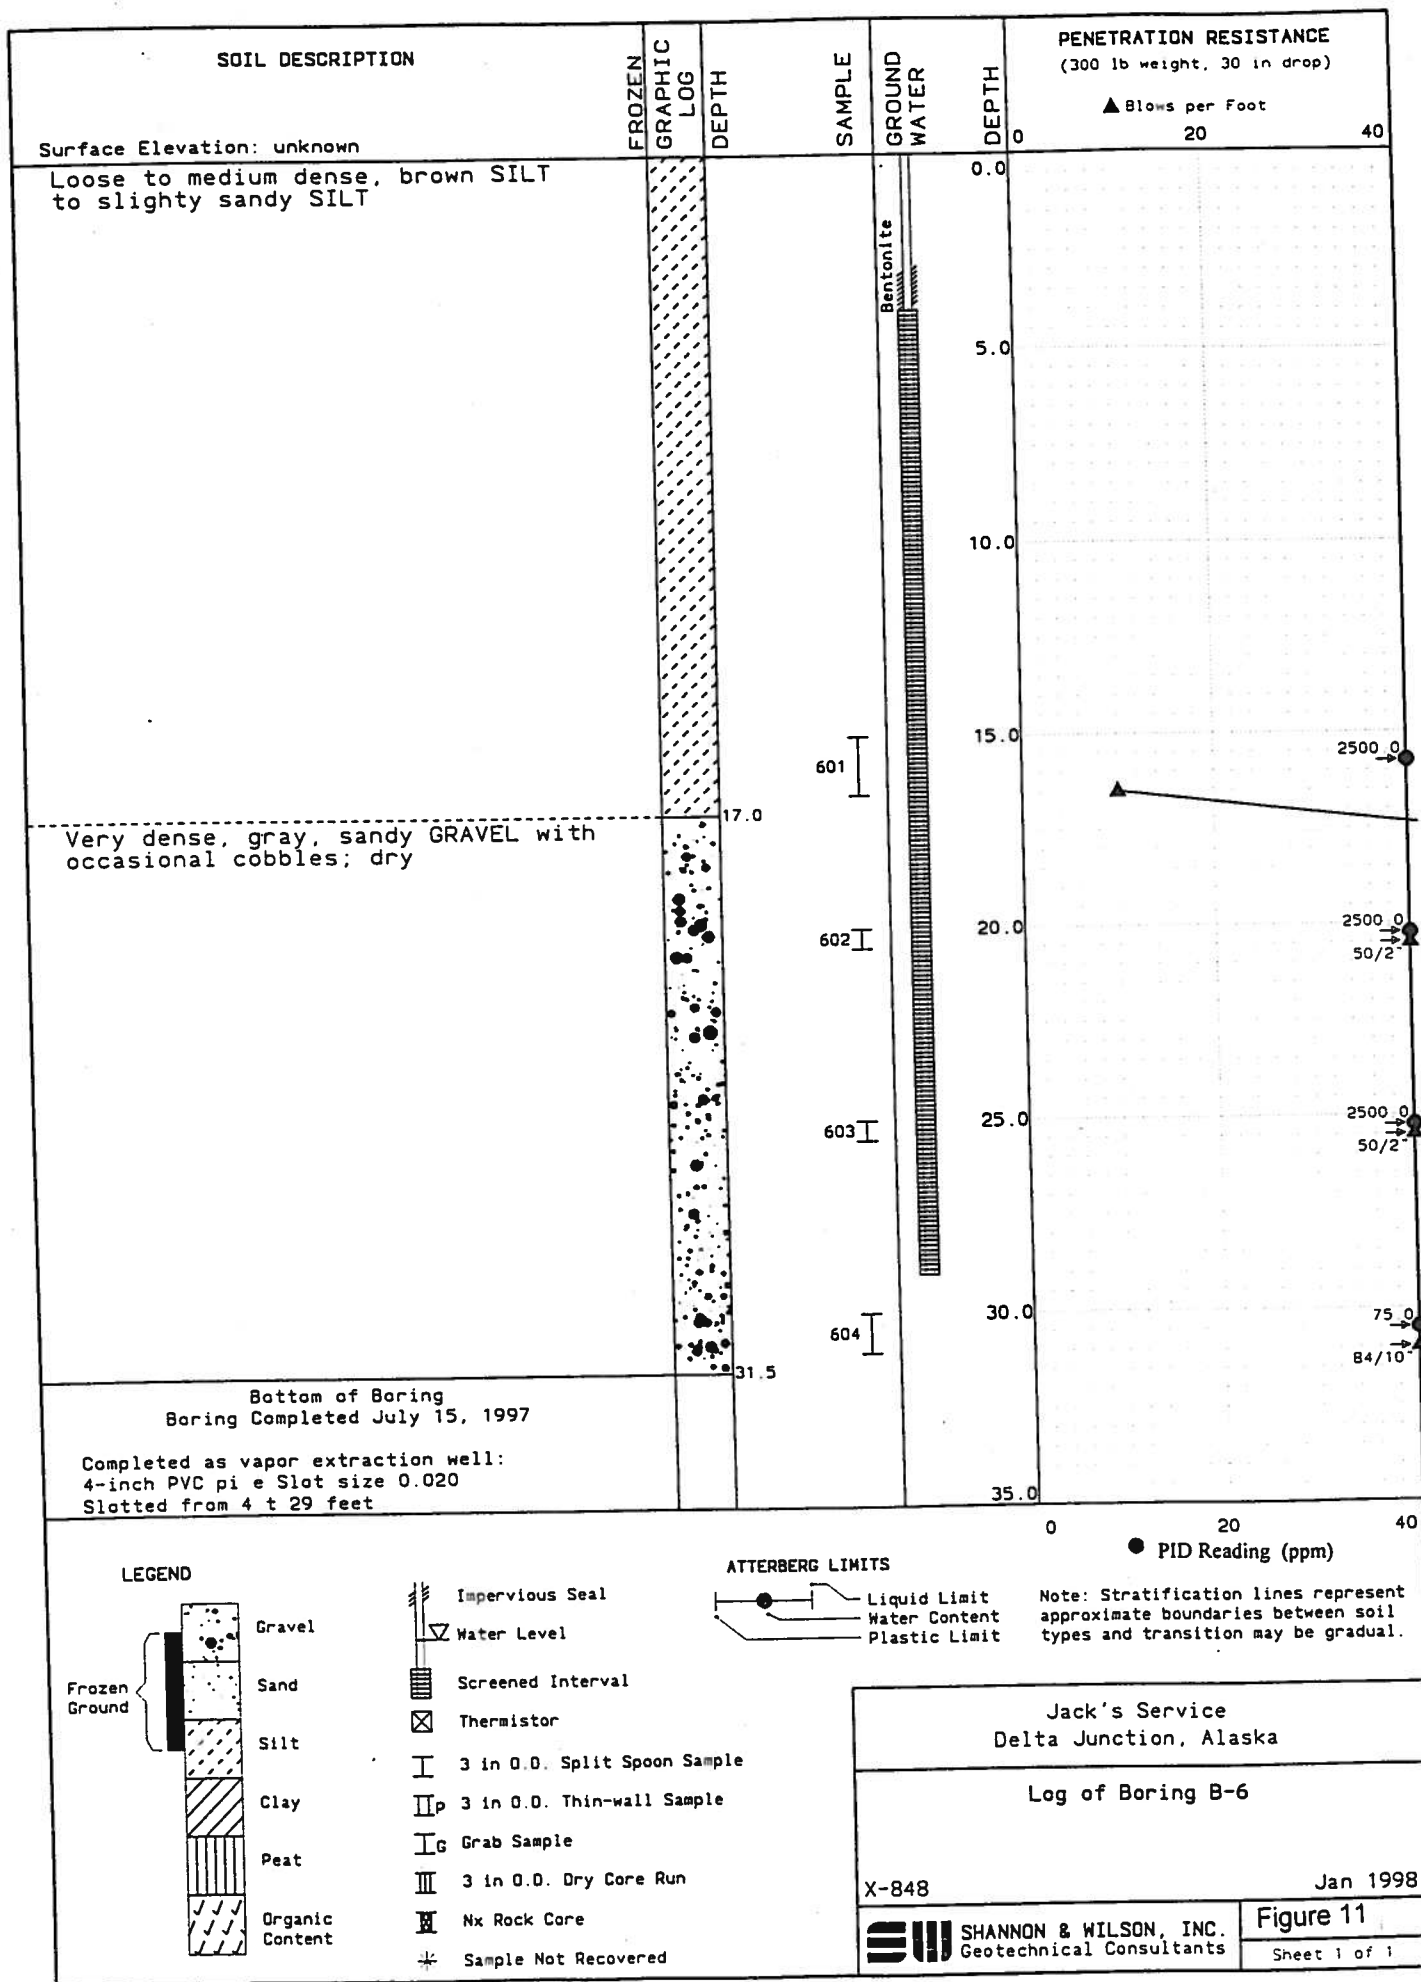 SOIL DESCRIPTION
Surface Elevation: unknown
FROZEN
GRAPHIC
LOG
DEPTH
SAMPLE
GROUND
WATER
DEPTH
PENETRATION RESISTANCE
(300 lb weight, 30 in drop)
▲ Blows per Foot
0 20 40
Loose to medium dense, brown SILT
to slighty sandy SILT
0.0
Bentonite
5.0
10.0
15.0
601
2500 0
17.0
Very dense, gray, sandy GRAVEL with
occasional cobbles; dry
20.0
602
2500 0
50/2"
25.0
603
2500 0
50/2"
30.0
604
75 0
84/10"
31.5
Bottom of Boring
Boring Completed July 15, 1997
Completed as vapor extraction well:
4-inch PVC pi e Slot size 0.020
Slotted from 4 t 29 feet
35.0
0 20 40
● PID Reading (ppm)
LEGEND
Gravel
Sand
Silt
Clay
Peat
Organic
Content
Frozen
Ground
Impervious Seal
Water Level
Screened Interval
Thermistor
3 in O.D. Split Spoon Sample
P 3 in O.D. Thin-wall Sample
G Grab Sample
3 in O.D. Dry Core Run
Nx Rock Core
Sample Not Recovered
ATTERBERG LIMITS
Liquid Limit
Water Content
Plastic Limit
Note: Stratification lines represent
approximate boundaries between soil
types and transition may be gradual.
Jack's Service
Delta Junction, Alaska
Log of Boring B-6
X-848 Jan 1998
SHANNON & WILSON, INC.
Geotechnical Consultants
Figure 11
Sheet 1 of 1